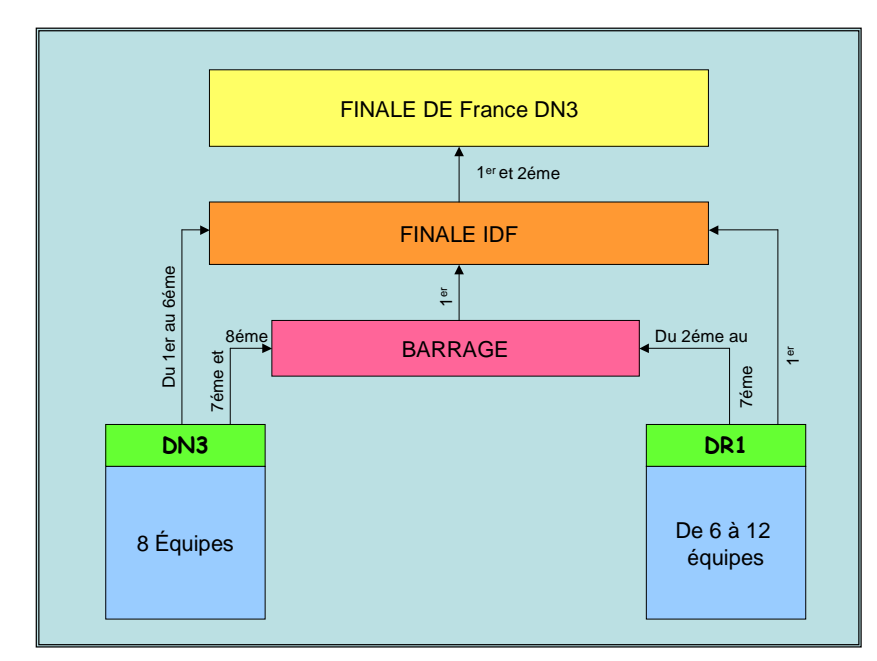 FINALE DE France DN3
1er et 2éme
FINALE IDF
Du 1er au 6éme
1er
1er
7éme et
8éme
BARRAGE
Du 2éme au
7éme
DN3
DR1
8 Équipes
De 6 à 12
équipes